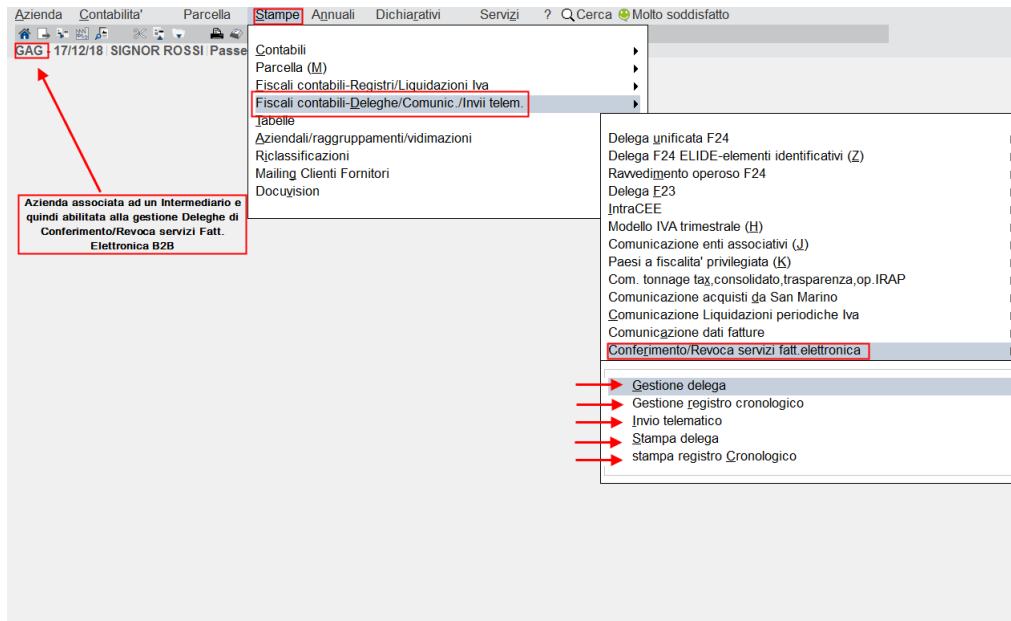 Azienda Contabilita' Parcella Stampe Annuali Dichiarativi Servizi ? Cerca Molto soddisfatto
GAG - 17/12/18 SIGNOR ROSSI Passe
Contabili
Parcella (M)
Fiscali contabili-Registri/Liquidazioni Iva
Fiscali contabili-Deleghe/Comunic./Invii telem.
Tabelle
Aziendali/raggruppamenti/vidimazioni
Riclassificazioni
Mailing Clienti Fornitori
Docuvision
Azienda associata ad un Intermediario e
quindi abilitata alla gestione Deleghe di
Conferimento/Revoca servizi Fatt.
Elettronica B2B
Delega unificata F24
Delega F24 ELIDE-elementi identificativi (Z)
Ravvedimento operoso F24
Delega F23
IntraCEE
Modello IVA trimestrale (H)
Comunicazione enti associativi (J)
Paesi a fiscalita' privilegiata (K)
Com. tonnage tax,consolidato,trasparenza,op.IRAP
Comunicazione acquisti da San Marino
Comunicazione Liquidazioni periodiche Iva
Comunicazione dati fatture
Conferimento/Revoca servizi fatt.elettronica
Gestione delega
Gestione registro cronologico
Invio telematico
Stampa delega
stampa registro Cronologico